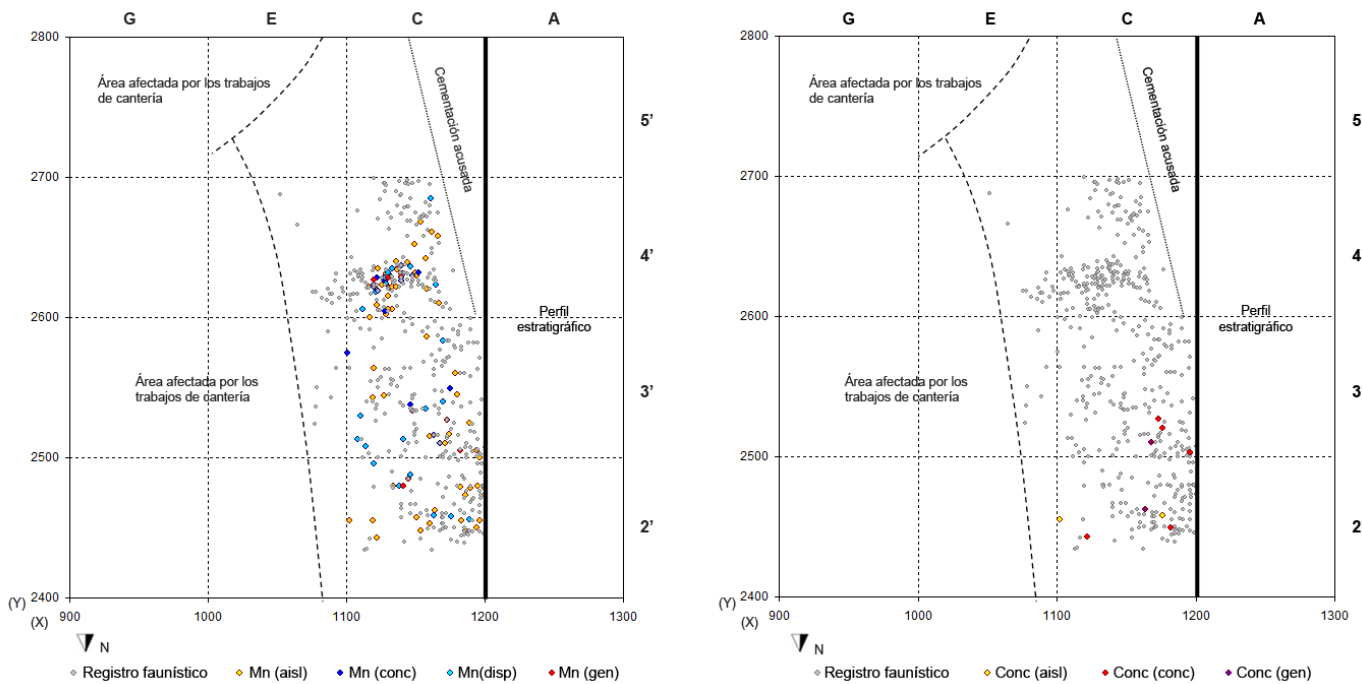 G E C A
2800
Área afectada por los trabajos
de cantería
Cementación acusada
5’
2700
4’
2600
Perfil
estratigráfico
Área afectada por los
trabajos de cantería
3’
2500
2’
(Y) 2400
(X) 900 1000 1100 1200 1300
N
Registro faunístico Mn (aisl) Mn (conc) Mn(disp) Mn (gen)
G E C A
2800
Área afectada por los trabajos
de cantería
Cementación acusada
5
2700
4
2600
Perfil
estratigráfico
Área afectada por los
trabajos de cantería
3
2500
2
(Y) 2400
(X) 900 1000 1100 1200 1300
N
Registro faunístico Conc (aisl) Conc (conc) Conc (gen)